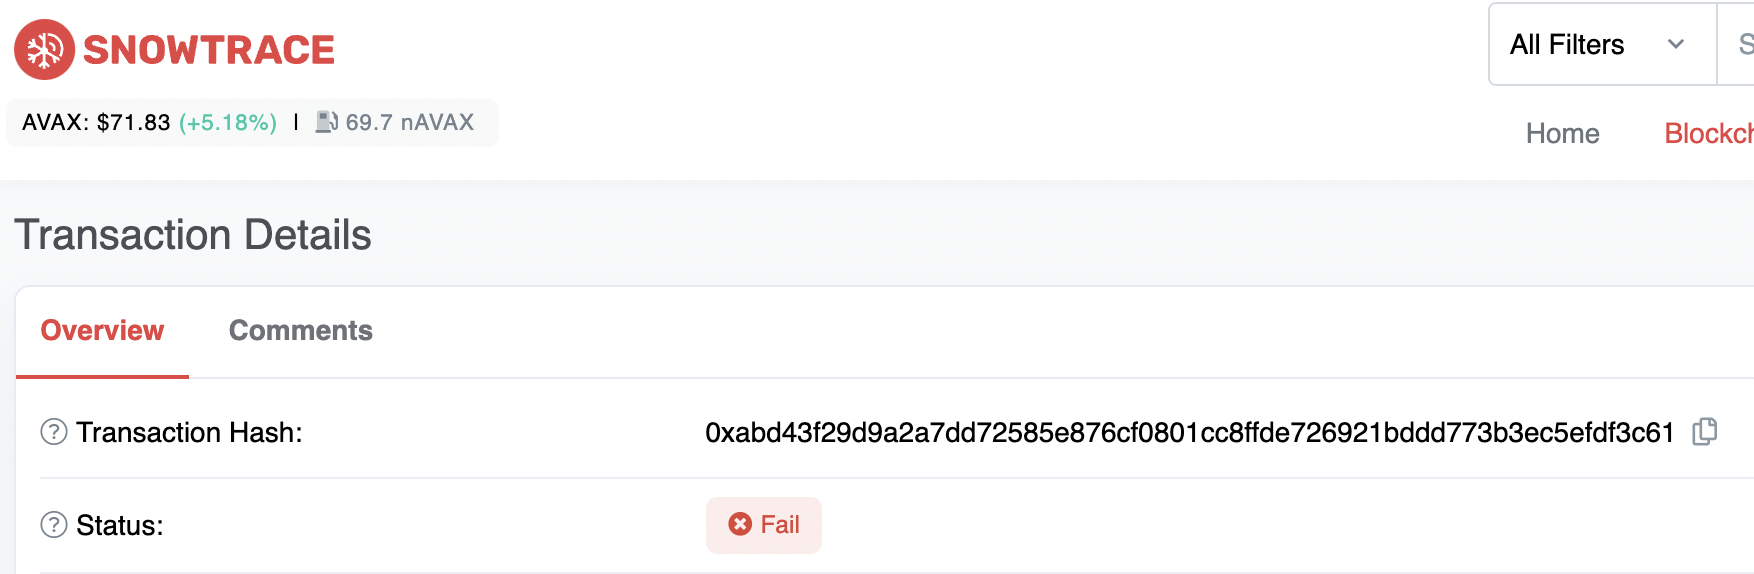 SNOWTRACE
All Filters
AVAX: $71.83 (+5.18%) | 69.7 nAVAX
Home Blockch
Transaction Details
Overview Comments
Transaction Hash: 0xabd43f29d9a2a7dd72585e876cf0801cc8ffde726921bddd773b3ec5efdf3c61
Status: Fail